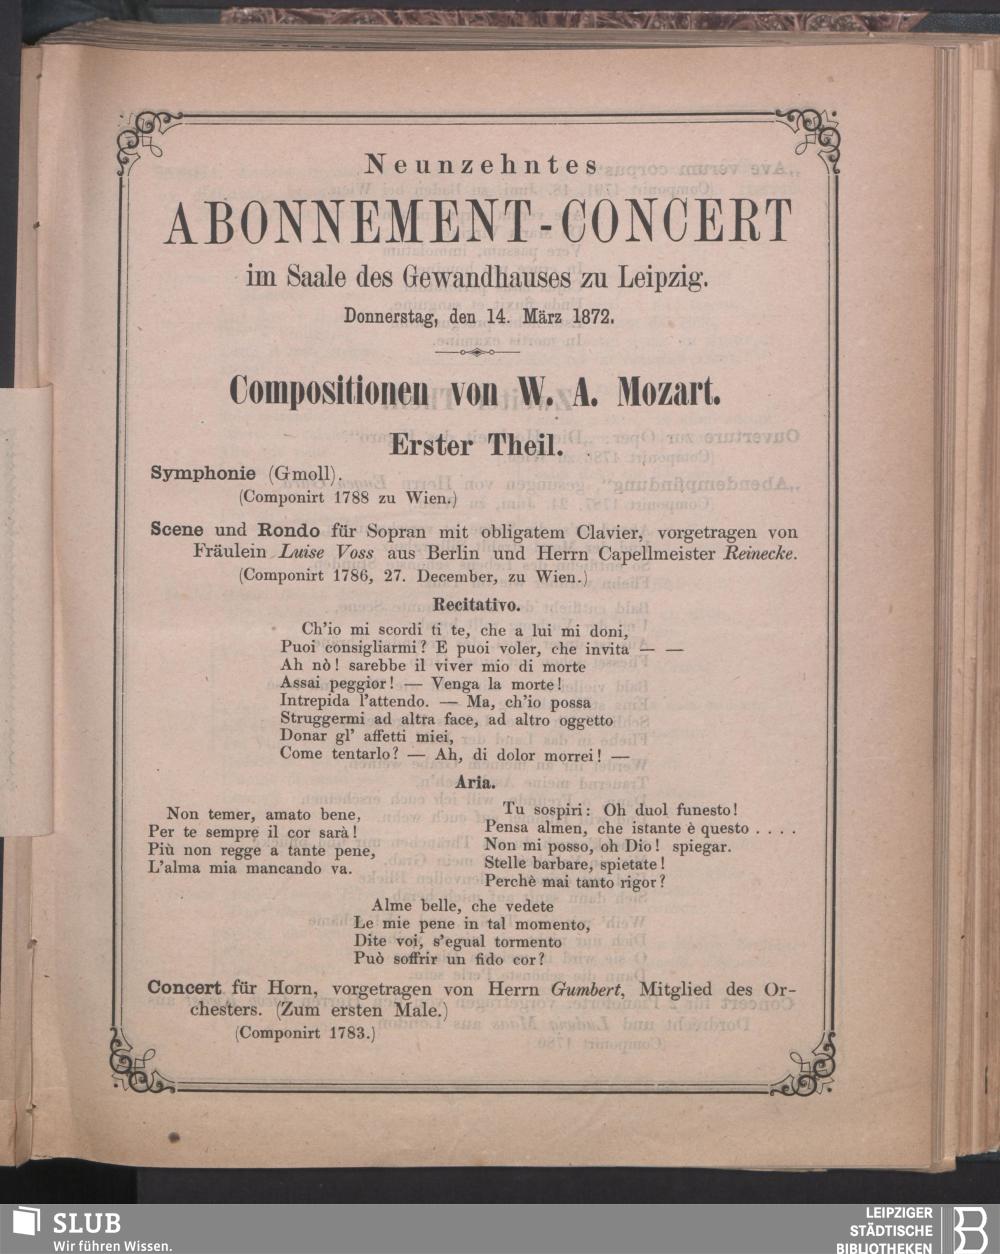 Neunzehntes
ABONNEMENT-CONCERT
im Saale des Gewandhauses zu Leipzig.
Donnerstag, den 14. März 1872.
Compositionen von W. A. Mozart.
Erster Theil.
Symphonie (Gmoll).
(Componirt 1788 zu Wien.)
Scene und Rondo für Sopran mit obligatem Clavier, vorgetragen von
Fräulein Luise Voss aus Berlin und Herrn Capellmeister Reinecke.
(Componirt 1786, 27. December, zu Wien.)
Recitativo.
Ch'io mi scordi ti te, che a lui mi doni,
Puoi consigliarmi? E puoi voler, che invita — —
Ah nò! sarebbe il viver mio di morte
Assai peggior! — Venga la morte!
Intrepida l'attendo. — Ma, ch'io possa
Struggermi ad altra face, ad altro oggetto
Donar gl' affetti miei,
Come tentarlo? — Ah, di dolor morrei! —
Aria.
Non temer, amato bene,
Per te sempre il cor sarà!
Più non regge a tante pene,
L'alma mia mancando va.
Tu sospiri: Oh duol funesto!
Pensa almen, che istante è questo . . . .
Non mi posso, oh Dio! spiegar.
Stelle barbare, spietate!
Perchè mai tanto rigor?
Alme belle, che vedete
Le mie pene in tal momento,
Dite voi, s'egual tormento
Può soffrir un fido cor?
Concert für Horn, vorgetragen von Herrn Gumbert, Mitglied des Or-
chesters. (Zum ersten Male.)
(Componirt 1783.)
SLUB
Wir führen Wissen.
LEIPZIGER
STÄDTISCHE
BIBLIOTHEKEN